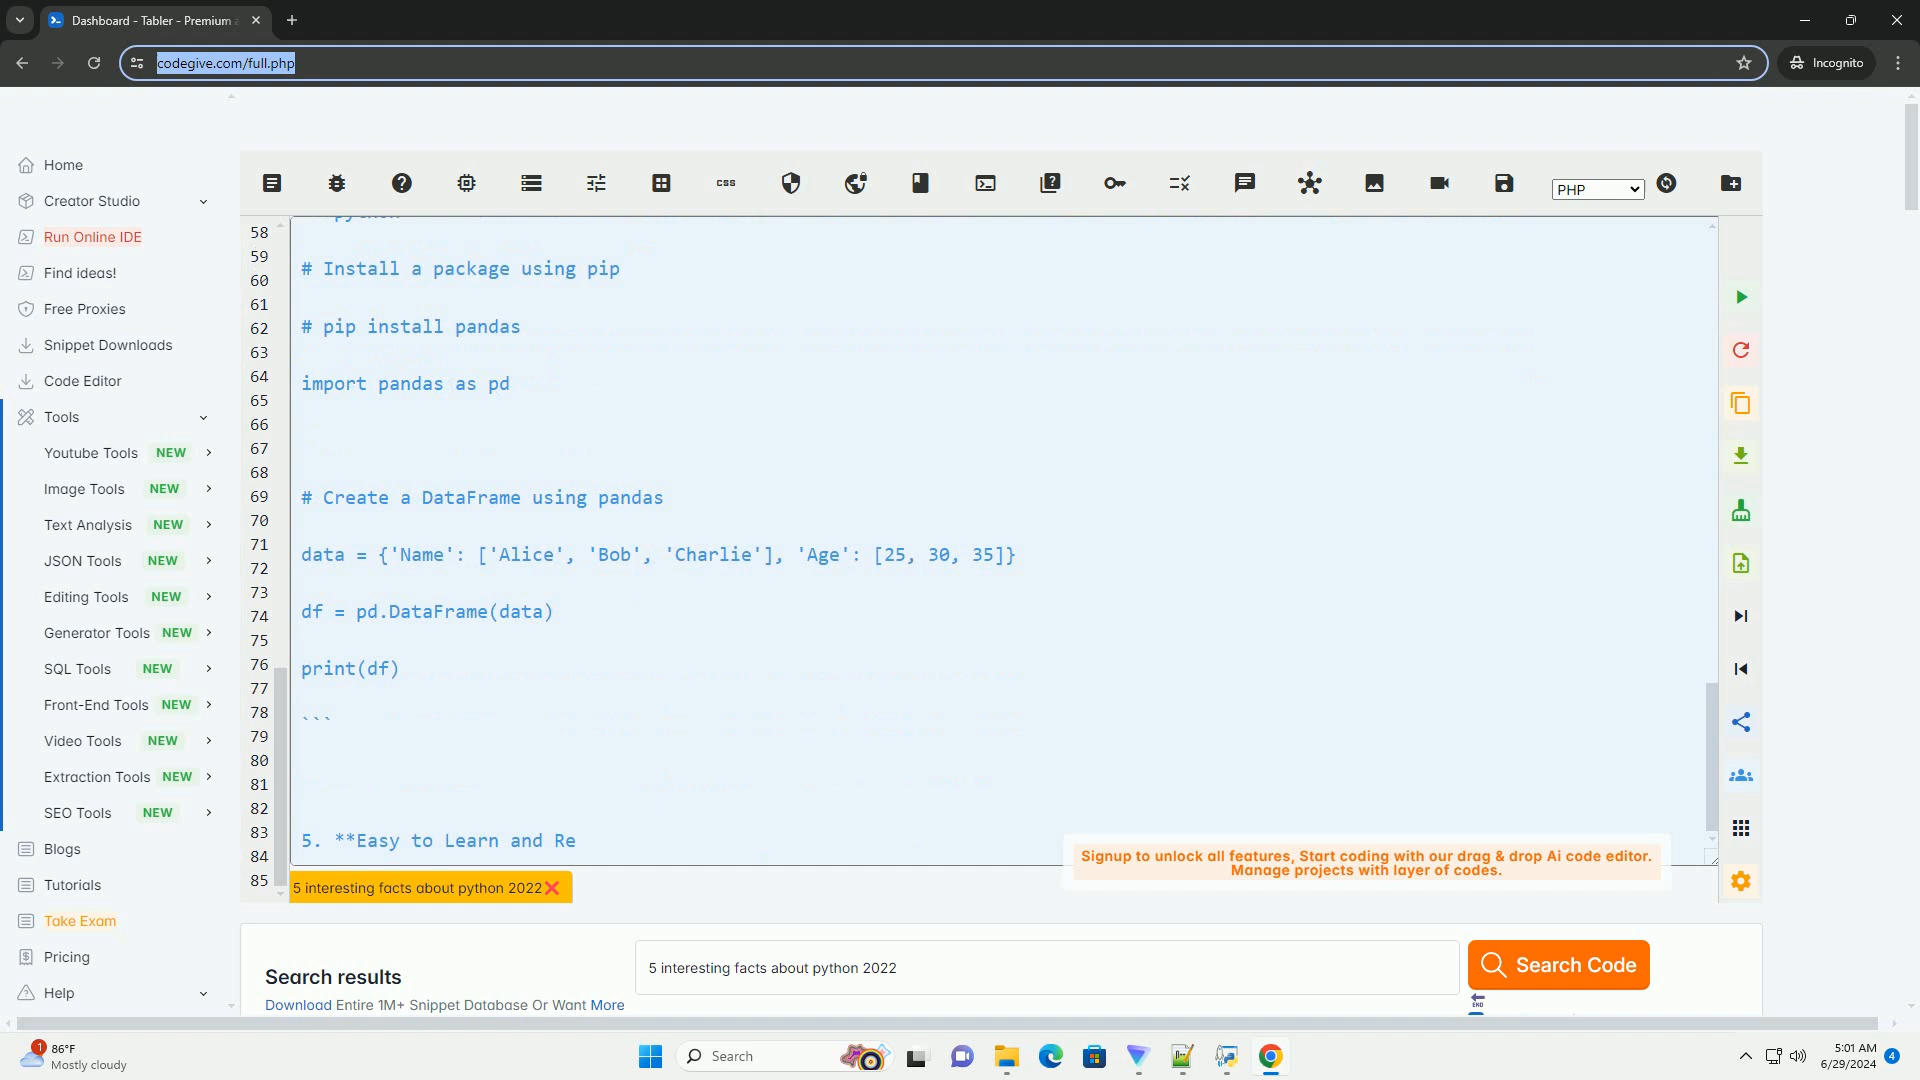 Dashboard - Tabler - Premium
codegive.com/full.php
Incognito
Home
Creator Studio
Run Online IDE
Find ideas!
Free Proxies
Snippet Downloads
Code Editor
Tools
Youtube Tools NEW
Image Tools NEW
Text Analysis NEW
JSON Tools NEW
Editing Tools NEW
Generator Tools NEW
SQL Tools NEW
Front-End Tools NEW
Video Tools NEW
Extraction Tools NEW
SEO Tools NEW
Blogs
Tutorials
Take Exam
Pricing
Help
css
PHP
58
59
60
61
62
63
64
65
66
67
68
69
70
71
72
73
74
75
76
77
78
79
80
81
82
83
84
85
# Install a package using pip
# pip install pandas
import pandas as pd
# Create a DataFrame using pandas
data = {'Name': ['Alice', 'Bob', 'Charlie'], 'Age': [25, 30, 35]}
df = pd.DataFrame(data)
print(df)
```
5. **Easy to Learn and Re
Signup to unlock all features, Start coding with our drag & drop Ai code editor.
Manage projects with layer of codes.
5 interesting facts about python 2022
Search results
Download Entire 1M+ Snippet Database Or Want More
5 interesting facts about python 2022
Search Code
END
1
86°F
Mostly cloudy
Search
5:01 AM
6/29/2024
4